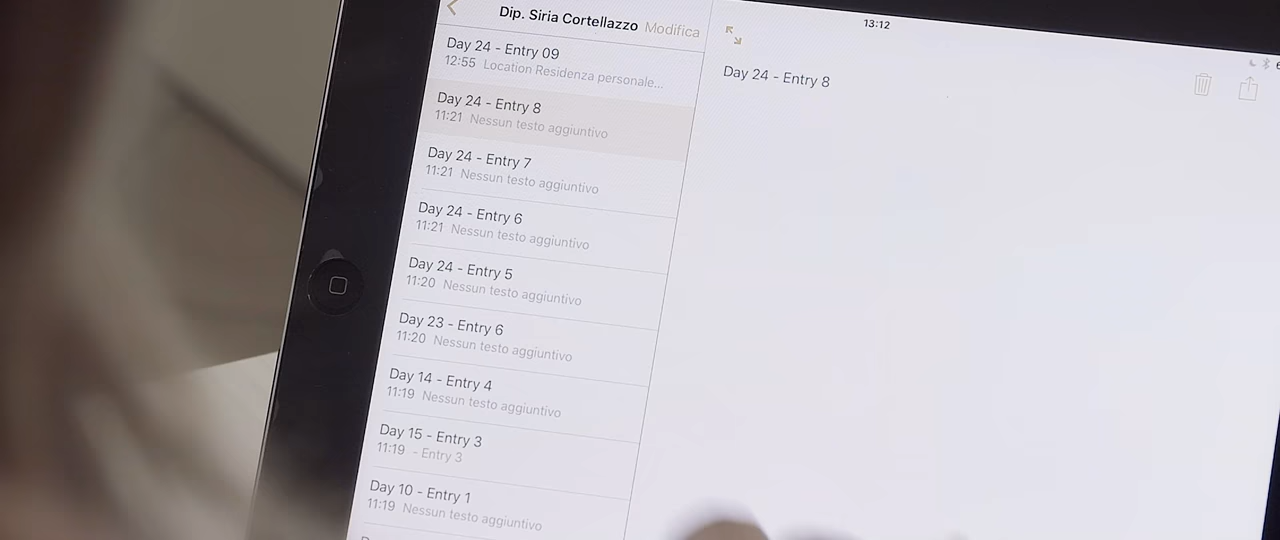 Dip. Siria Cortellazzo Modifica
Day 24 - Entry 09
12:55 Location Residenza personale...
Day 24 - Entry 8
11:21 Nessun testo aggiuntivo
Day 24 - Entry 7
11:21 Nessun testo aggiuntivo
Day 24 - Entry 6
11:21 Nessun testo aggiuntivo
Day 24 - Entry 5
11:20 Nessun testo aggiuntivo
Day 23 - Entry 6
11:20 Nessun testo aggiuntivo
Day 14 - Entry 4
11:19 Nessun testo aggiuntivo
Day 15 - Entry 3
11:19 - Entry 3
Day 10 - Entry 1
11:19 Nessun testo aggiuntivo
13:12
Day 24 - Entry 8